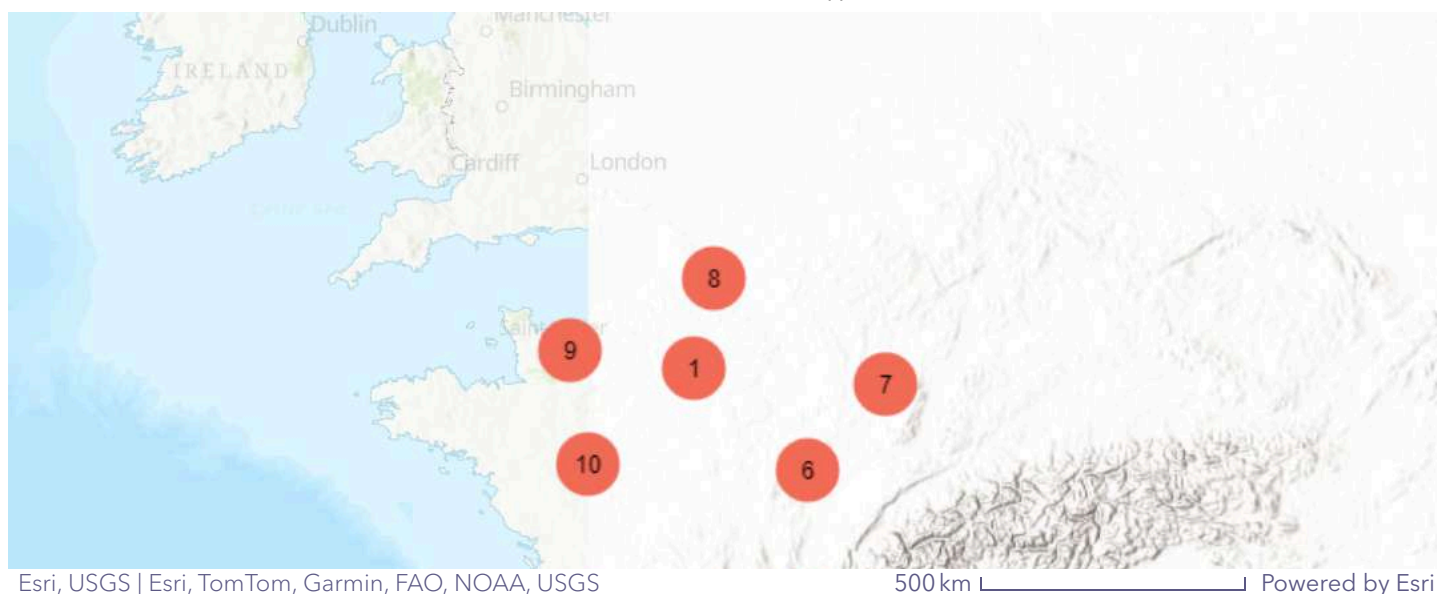 Manchester
Dublin
IRELAND
Birmingham
Cardiff
London
8
9
1
7
10
6
Esri, USGS | Esri, TomTom, Garmin, FAO, NOAA, USGS
500 km
Powered by Esri